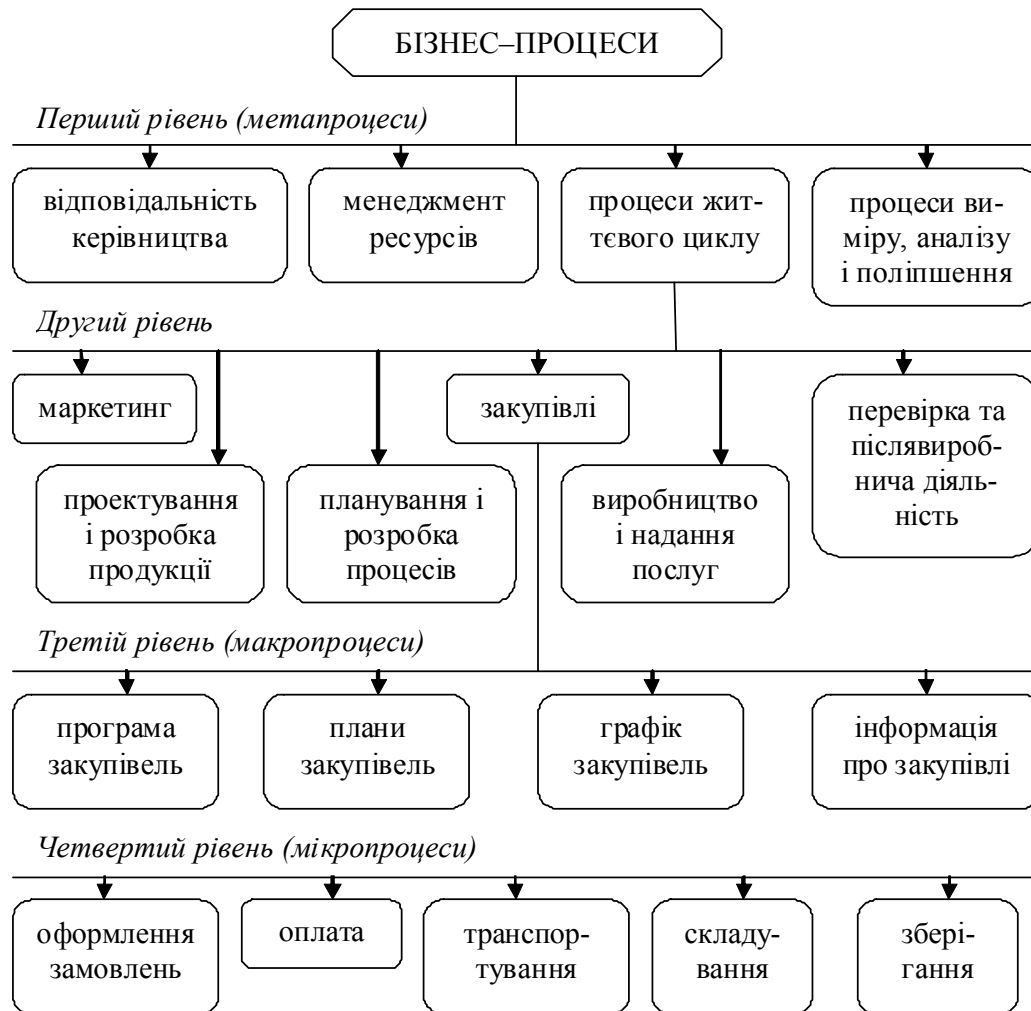 БІЗНЕС–ПРОЦЕСИ
Перший рівень (метапроцеси)
відповідальність
керівництва
менеджмент
ресурсів
процеси жит-
тєвого циклу
процеси ви-
міру, аналізу
і поліпшення
Другий рівень
маркетинг
закупівлі
перевірка та
післявироб-
нича діяль-
ність
проектування
і розробка
продукції
планування і
розробка
процесів
виробництво
і надання
послуг
Третій рівень (макропроцеси)
програма
закупівель
плани
закупівель
графік
закупівель
інформація
про закупівлі
Четвертий рівень (мікропроцеси)
оформлення
замовлень
оплата
транспор-
тування
складу-
вання
збері-
гання